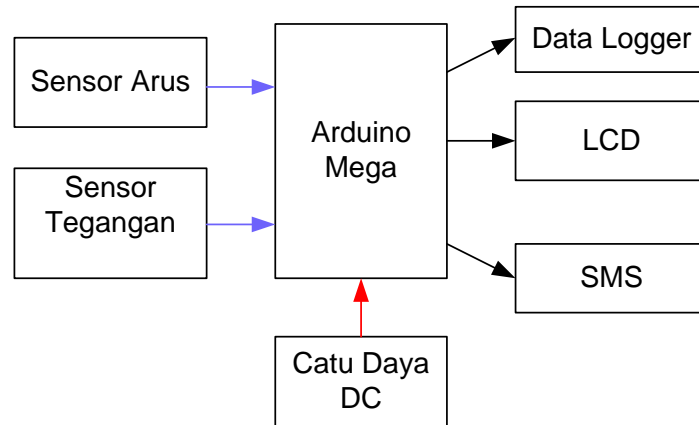 Sensor Arus
Sensor
Tegangan
Arduino
Mega
Catu Daya
DC
Data Logger
LCD
SMS